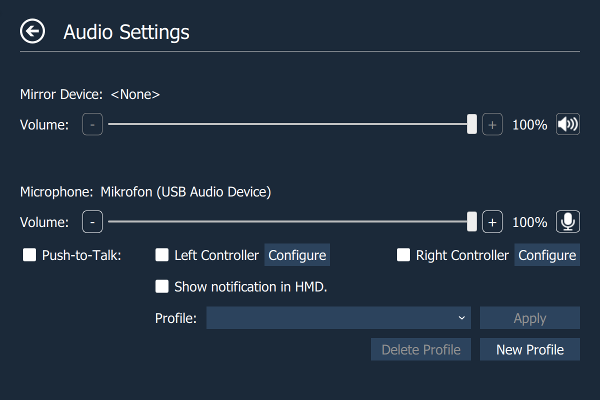 Audio Settings
Mirror Device: <None>
Volume: - + 100%
Microphone: Mikrofon (USB Audio Device)
Volume: - + 100%
Push-to-Talk: Left Controller Configure Right Controller Configure
Show notification in HMD.
Profile: Apply
Delete Profile New Profile